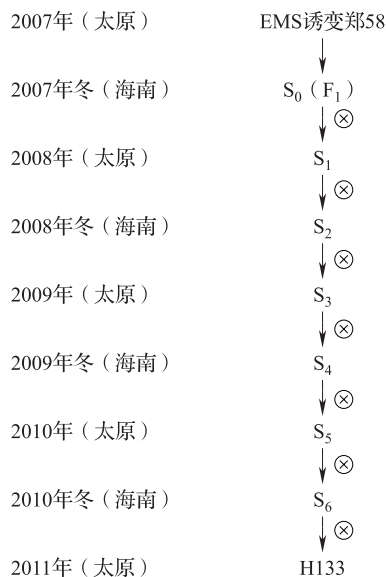 2007年（太原） EMS诱变郑58
2007年冬（海南） S₀（F₁）
⊗
2008年（太原） S₁
⊗
2008年冬（海南） S₂
⊗
2009年（太原） S₃
⊗
2009年冬（海南） S₄
⊗
2010年（太原） S₅
⊗
2010年冬（海南） S₆
⊗
2011年（太原） H133